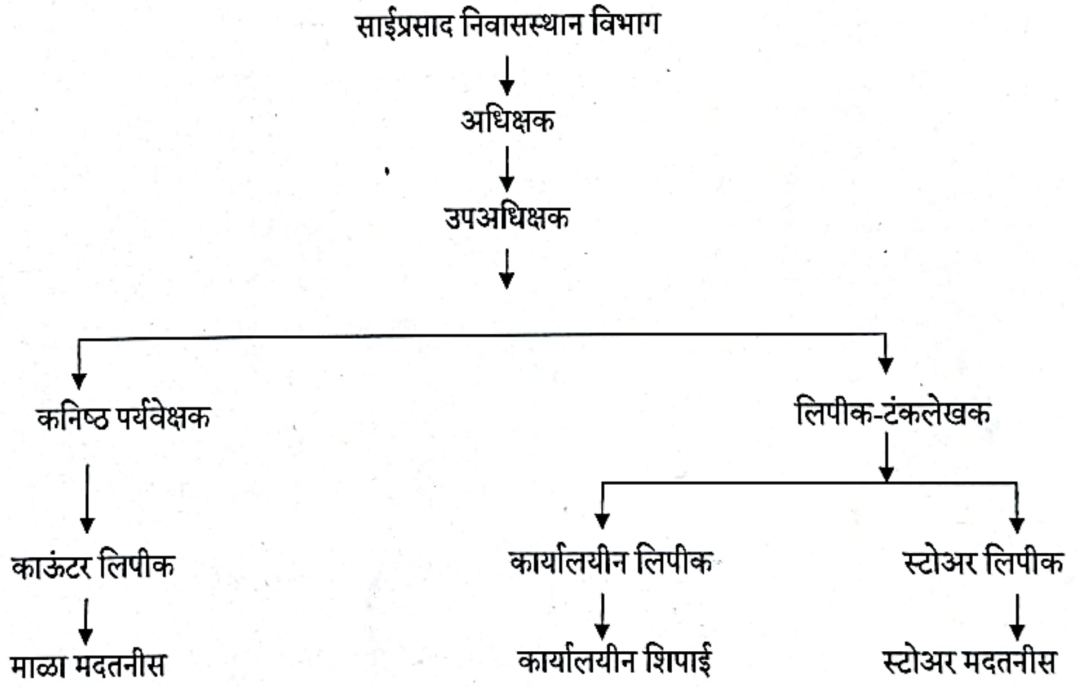 साईप्रसाद निवासस्थान विभाग
अधिक्षक
उपअधिक्षक
कनिष्ठ पर्यवेक्षक
लिपीक-टंकलेखक
काऊंटर लिपीक
कार्यालयीन लिपीक
स्टोअर लिपीक
माळा मदतनीस
कार्यालयीन शिपाई
स्टोअर मदतनीस